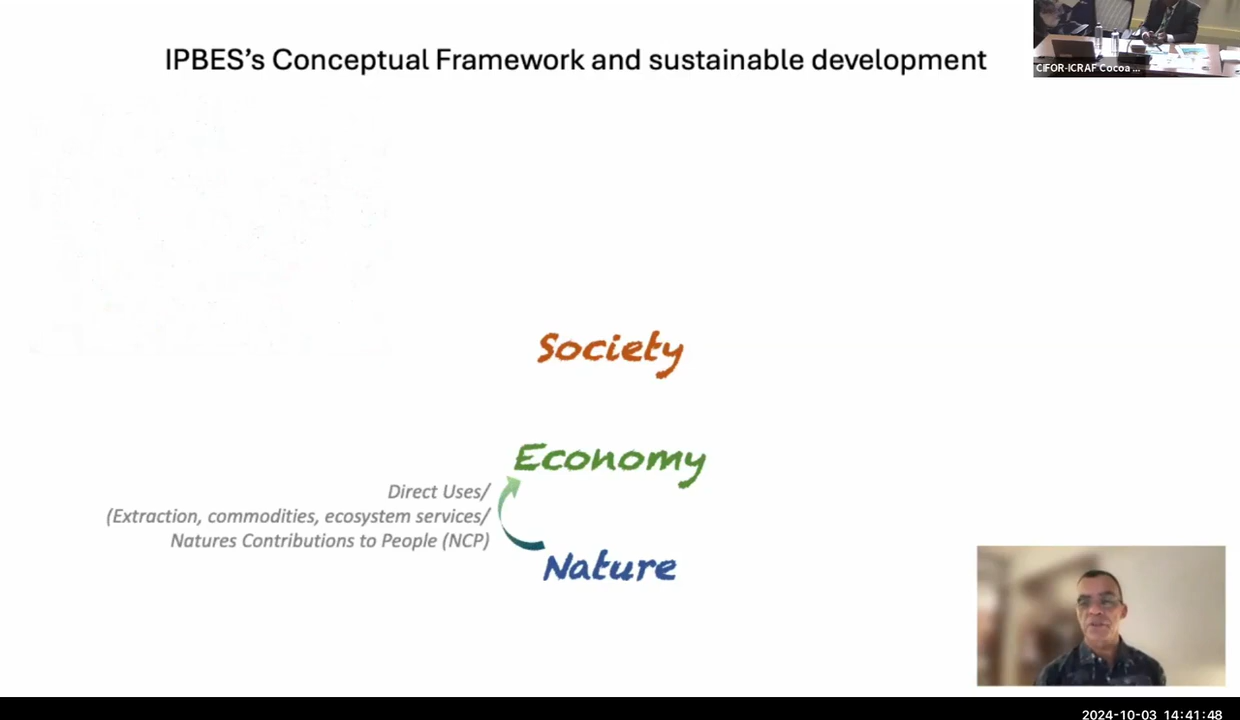 IPBES's Conceptual Framework and sustainable development
CIFOR-ICRAF Cocoa ...
Society
Economy
Direct Uses/
(Extraction, commodities, ecosystem services/
Natures Contributions to People (NCP)
Nature
2024-10-03 14:41:48